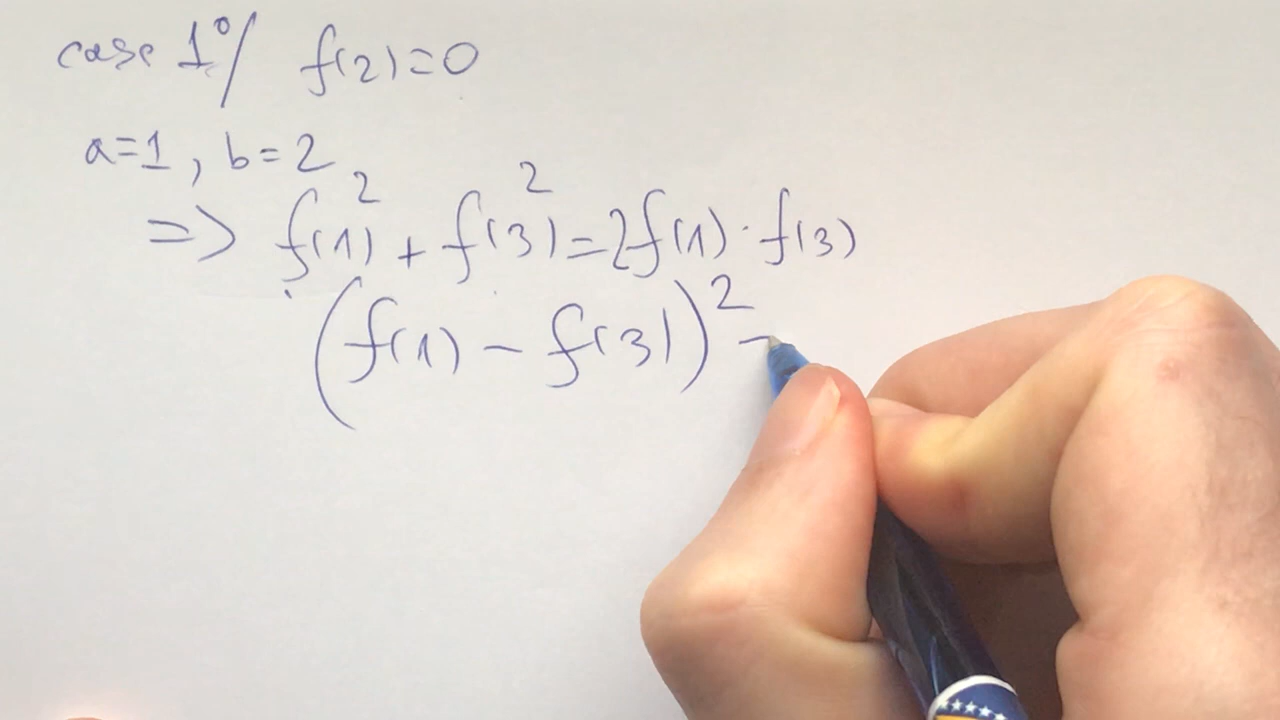 case 1°/ f(2)=0
a=1, b=2
=> f(1)² + f(3)² = 2f(1)·f(3)
(f(1) - f(3))² -